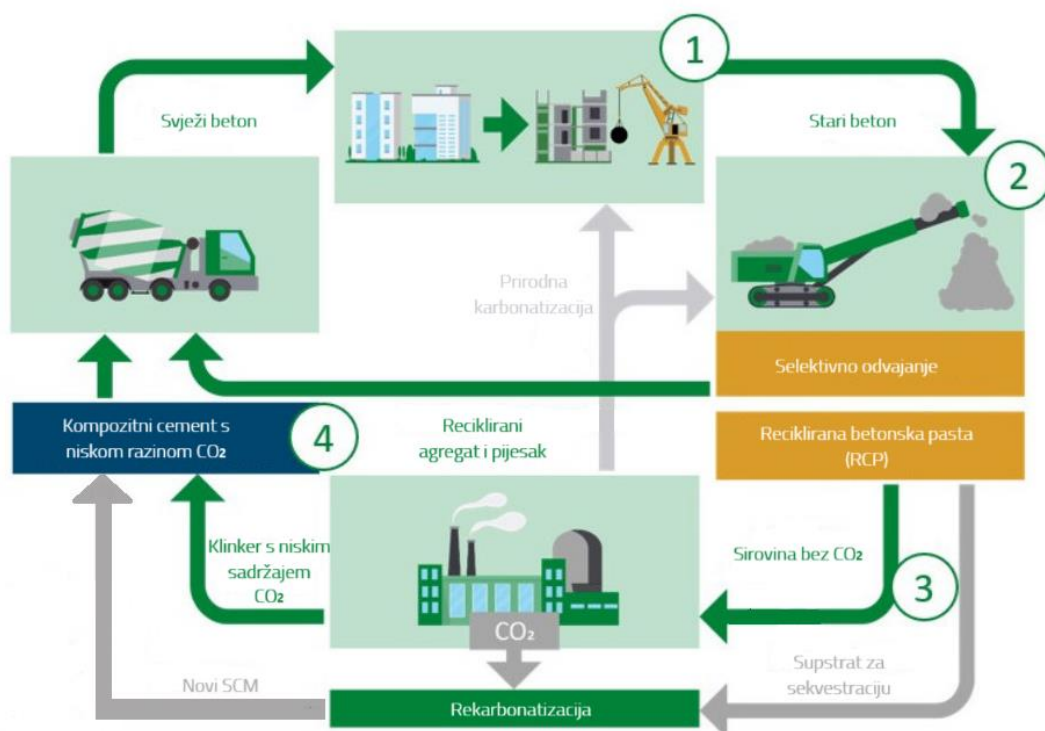 1
Svježi beton
Stari beton
2
Prirodna
karbonatizacija
Selektivno odvajanje
Kompozitni cement s
niskom razinom CO₂
4
Reciklirani
agregat i pijesak
Reciklirana betonska pasta
(RCP)
Klinker s niskim
sadržajem
CO₂
Sirovina bez CO₂
3
CO₂
Novi SCM
Supstrat za
sekvestraciju
Rekarbonatizacija